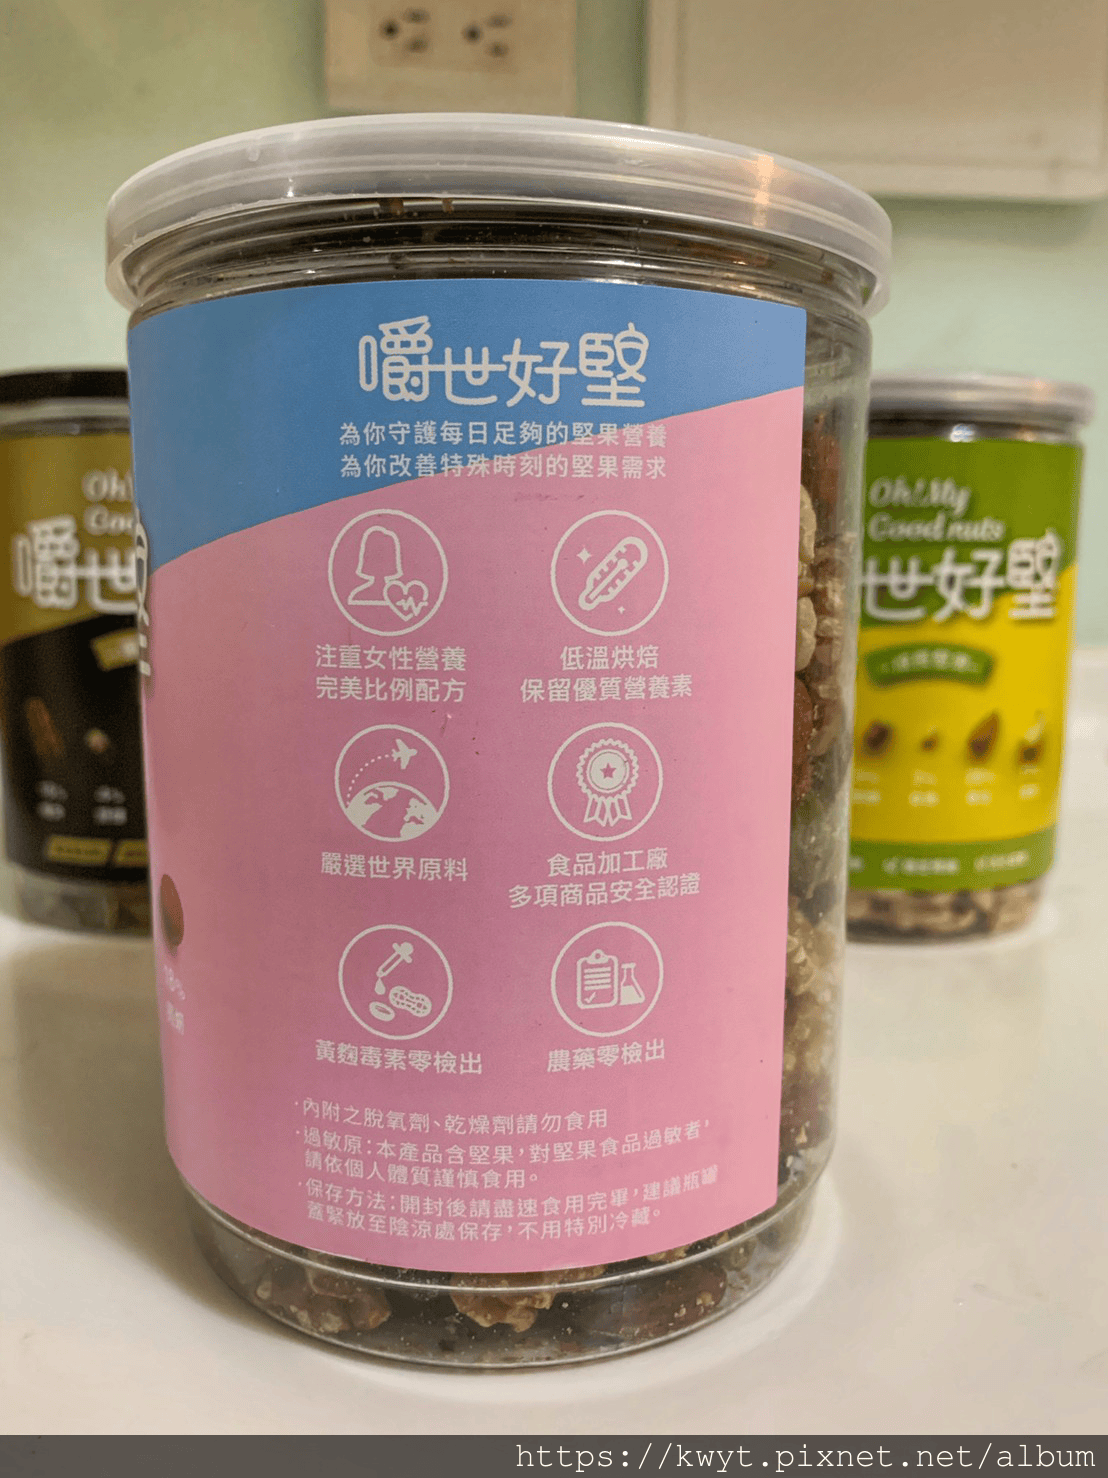 嚼世好堅
為你守護每日足夠的堅果營養
為你改善特殊時刻的堅果需求
注重女性營養
完美比例配方
低溫烘焙
保留優質營養素
嚴選世界原料
食品加工廠
多項商品安全認證
黃麴毒素零檢出
農藥零檢出
·內附之脫氧劑、乾燥劑請勿食用
·過敏原：本產品含堅果，對堅果食品過敏者，
請依個人體質謹慎食用。
·保存方法：開封後請盡速食用完畢，建議瓶罐
蓋緊放至陰涼處保存，不用特別冷藏。
Oh!
嚼世
Oh!My
Good nuts
世好堅
https://kwyt.pixnet.net/album